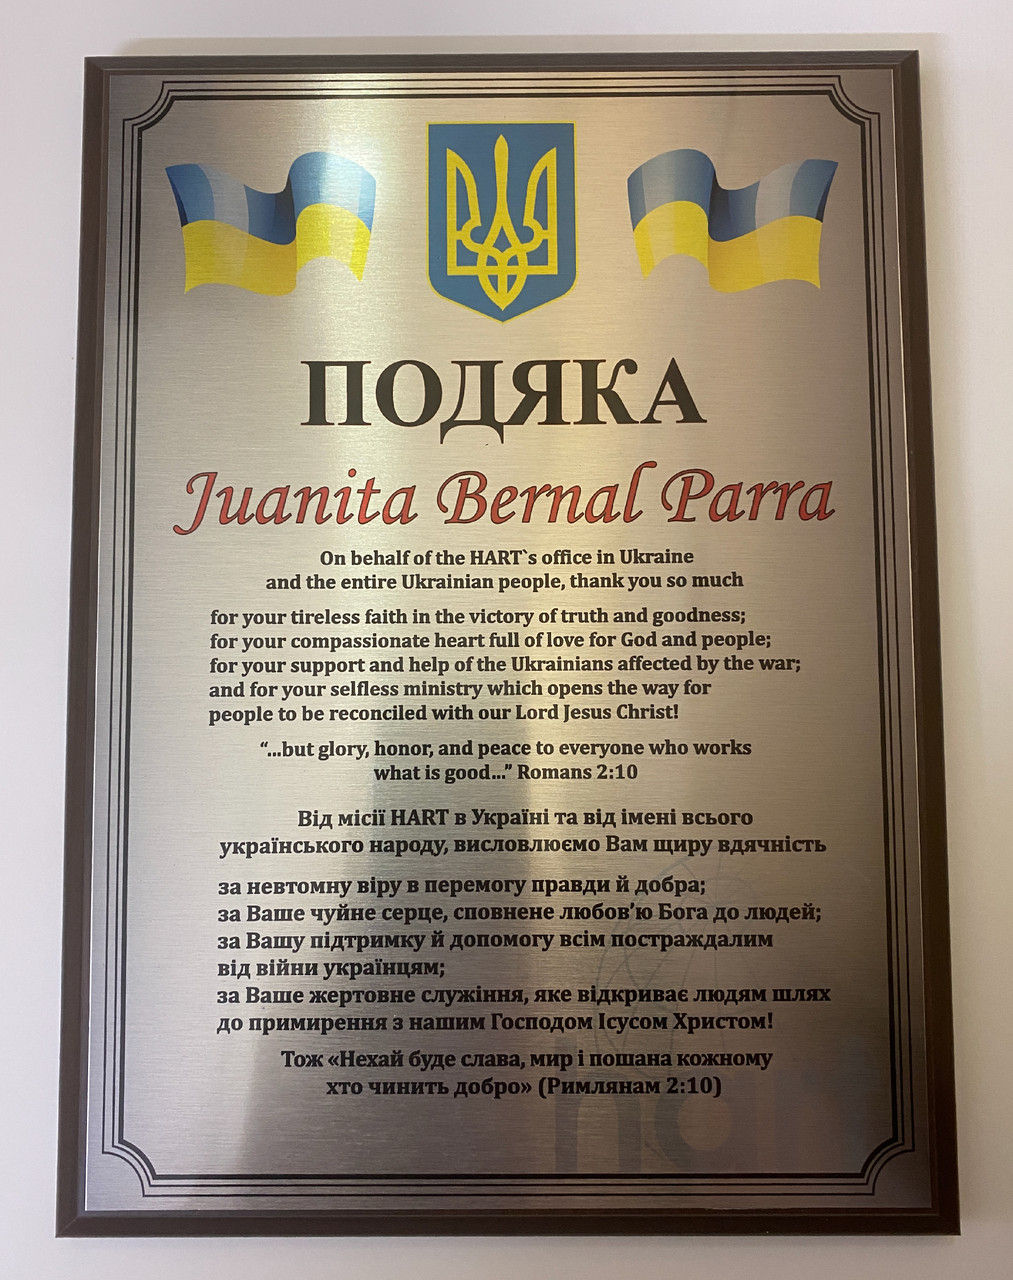 ПОДЯКА
Juanita Bernal Parra
On behalf of the HART`s office in Ukraine
and the entire Ukrainian people, thank you so much
for your tireless faith in the victory of truth and goodness;
for your compassionate heart full of love for God and people;
for your support and help of the Ukrainians affected by the war;
and for your selfless ministry which opens the way for
people to be reconciled with our Lord Jesus Christ!
“...but glory, honor, and peace to everyone who works
what is good...” Romans 2:10
Від місії HART в Україні та від імені всього
українського народу, висловлюємо Вам щиру вдячність
за невтомну віру в перемогу правди й добра;
за Ваше чуйне серце, сповнене любов’ю Бога до людей;
за Вашу підтримку й допомогу всім постраждалим
від війни українцям;
за Ваше жертовне служіння, яке відкриває людям шлях
до примирення з нашим Господом Ісусом Христом!
Тож «Нехай буде слава, мир і пошана кожному
хто чинить добро» (Римлянам 2:10)